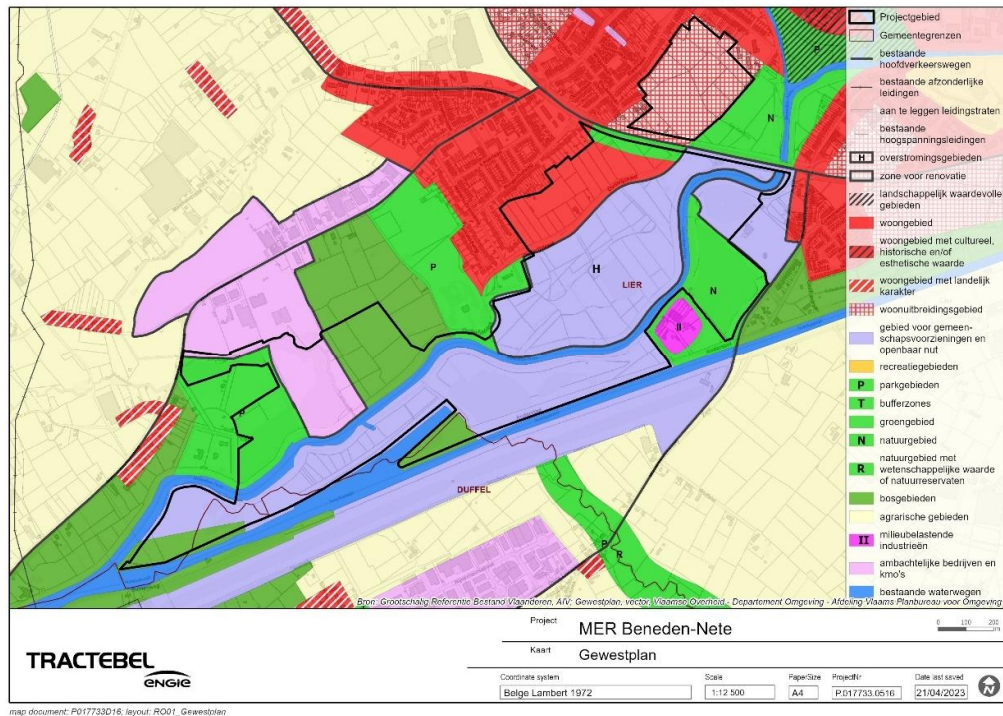 P
N
P
H
LIER
N
II
P
DUFFEL
P
R
Projectgebied
Gemeentegrenzen
bestaande
hoofdverkeerswegen
bestaande afzonderlijke
leidingen
aan te leggen leidingstraten
bestaande
hoogspanningsleidingen
H overstromingsgebieden
zone voor renovatie
landschappelijk waardevolle
gebieden
woongebied
woongebied met cultureel,
historische en/of
esthetische waarde
woongebied met landelijk
karakter
woonuitbreidingsgebied
gebied voor gemeen-
schapsvoorzieningen en
openbaar nut
recreatiegebieden
P parkgebieden
T bufferzones
groengebied
N natuurgebied
natuurgebied met
R wetenschappelijke waarde
of natuurreservaten
bosgebieden
agrarische gebieden
II milieubelastende
industrieën
ambachtelijke bedrijven en
kmo's
bestaande waterwegen
Bron: Grootschalig Referentie Bestand Vlaanderen, AIV; Gewestplan, vector, Vlaamse Overheid - Departement Omgeving - Afdeling Vlaams Planbureau voor Omgeving
TRACTEBEL
ENGIE
Project MER Beneden-Nete
0 100 200
m
Kaart Gewestplan
Coordinate system Scale PaperSize ProjectNr Date last saved
Belge Lambert 1972 1:12 500 A4 P.017733.0516 21/04/2023
map document: P017733D16; layout: RO01_Gewestplan